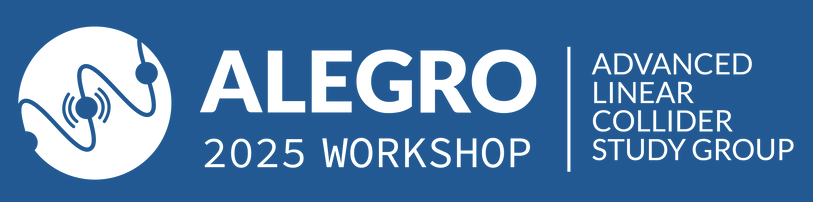 ALEGRO
2025 WORKSHOP
ADVANCED
LINEAR
COLLIDER
STUDY GROUP